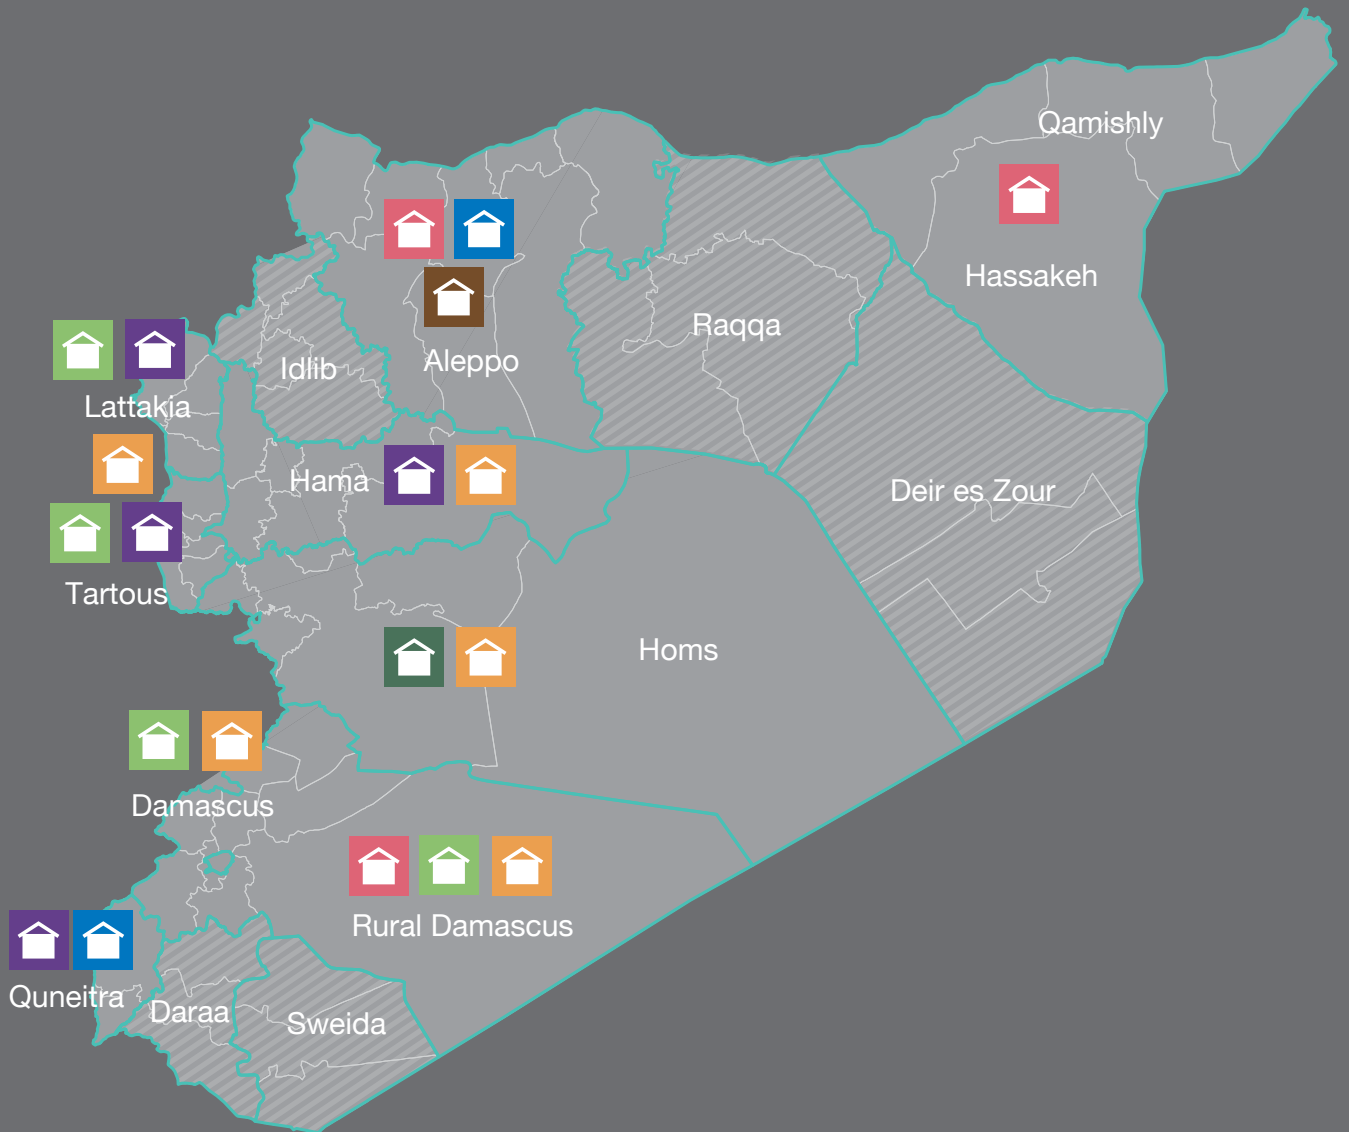 Qamishly
Hassakeh
Raqqa
Aleppo
Idlib
Lattakia
Hama
Deir es Zour
Tartous
Homs
Damascus
Rural Damascus
Quneitra
Daraa
Sweida